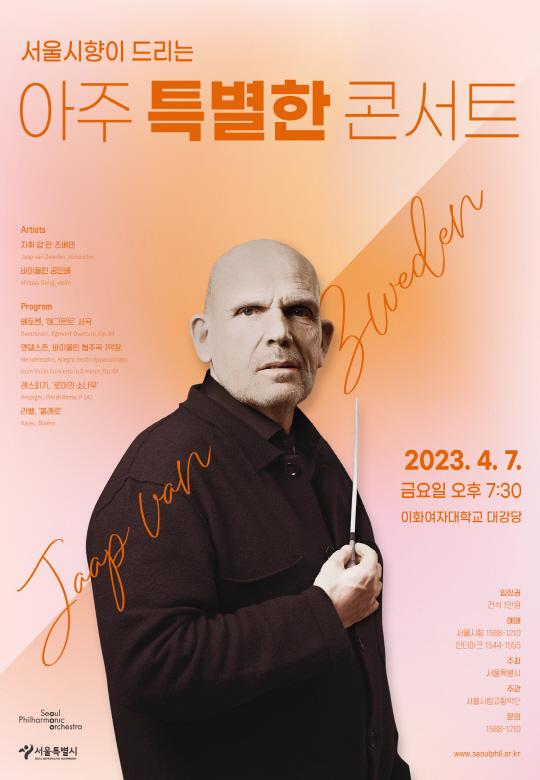 서울시향이 드리는
아주 특별한 콘서트
Jaap van Zweden
Artists
지휘 얍 판 츠베덴
Jaap van Zweden, conductor
바이올린 공민배
Minbae Gong, violin
Program
베토벤, '에그몬트' 서곡
Beethoven, Egmont Overture, Op. 84
멘델스존, 바이올린 협주곡 1악장
Mendelssohn, Allegro molto appassionato
from Violin Concerto in E minor, Op. 64
레스피기, '로마의 소나무'
Respighi, Pini di Roma, P 141
라벨, '볼레로'
Ravel, Boléro
2023. 4. 7.
금요일 오후 7:30
이화여자대학교 대강당
입장권
전석 1만원
예매
서울시향 1588-1210
인터파크 1544-1555
주최
서울특별시
주관
서울시립교향악단
문의
1588-1210
www.seoulphil.or.kr
Seoul
Philharmonic
orchestra
서울특별시
SEOUL METROPOLITAN GOVERNMENT